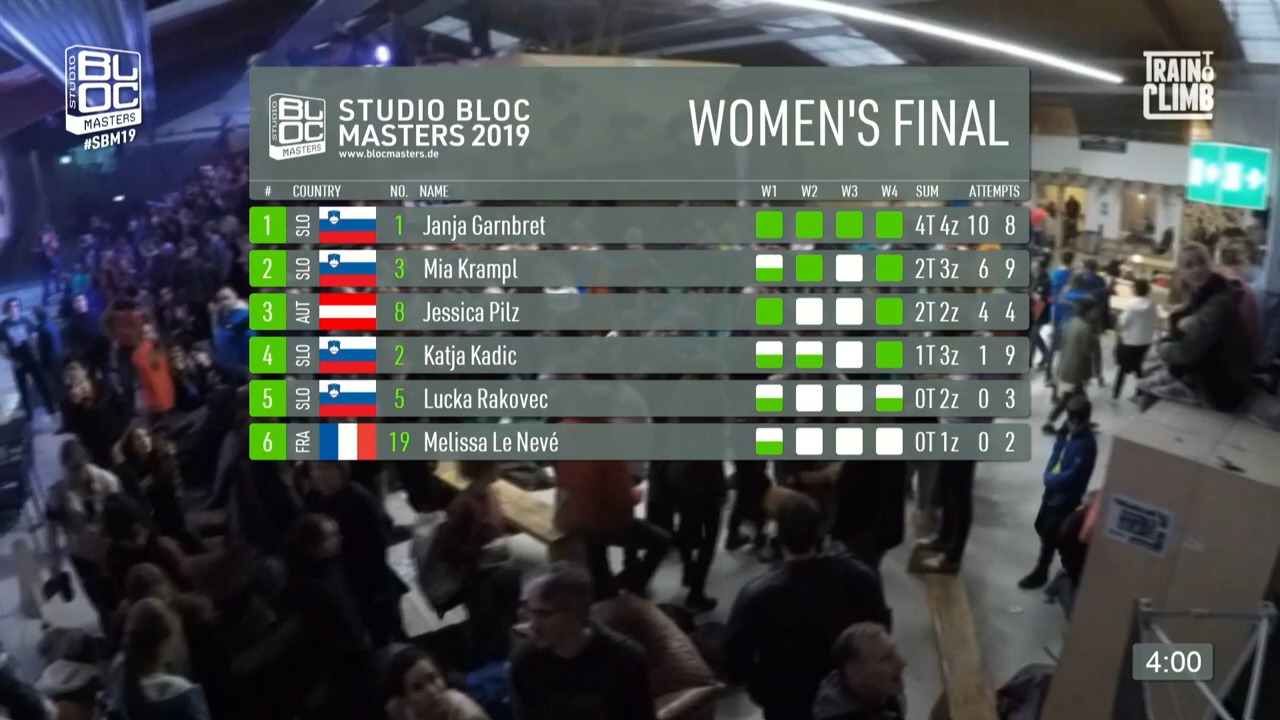 STUDIO
BLOC
MASTERS
#SBM19
TRAIN TO
CLIMB
STUDIO
BLOC
MASTERS
STUDIO BLOC
MASTERS 2019
www.blocmasters.de
WOMEN'S FINAL
# COUNTRY NO. NAME W1 W2 W3 W4 SUM ATTEMPTS
1 SLO 1 Janja Garnbret 4T 4z 10 8
2 SLO 3 Mia Krampl 2T 3z 6 9
3 AUT 8 Jessica Pilz 2T 2z 4 4
4 SLO 2 Katja Kadic 1T 3z 1 9
5 SLO 5 Lucka Rakovec 0T 2z 0 3
6 FRA 19 Melissa Le Nevé 0T 1z 0 2
4:00